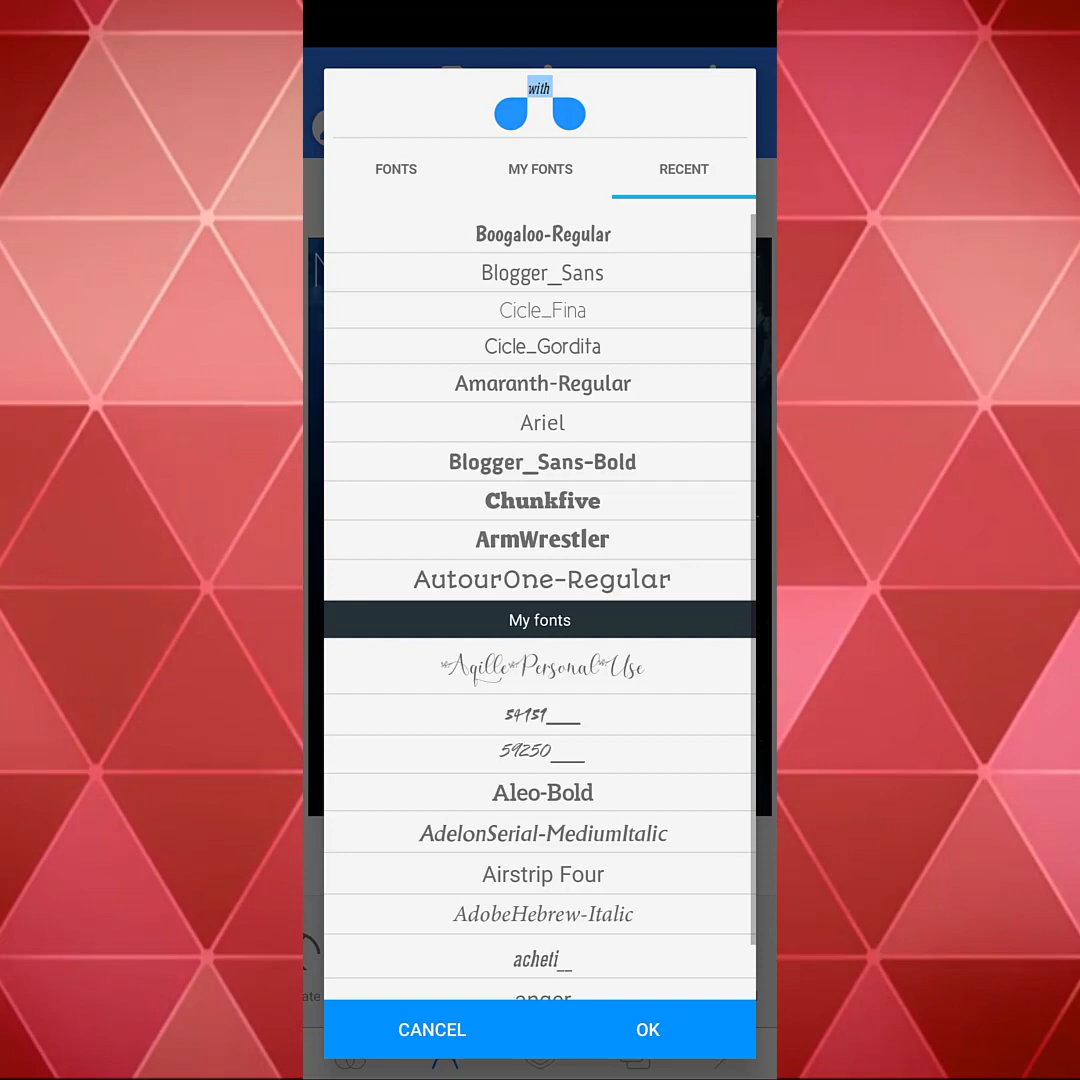 with
FONTS
MY FONTS
RECENT
Boogaloo-Regular
Blogger_Sans
Cicle_Fina
Cicle_Gordita
Amaranth-Regular
Ariel
Blogger_Sans-Bold
Chunkfive
ArmWrestler
AutourOne-Regular
My fonts
*Aqille*Personal*Use
54151___
59250___
Aleo-Bold
AdelonSerial-MediumItalic
Airstrip Four
AdobeHebrew-Italic
acheti__
CANCEL
OK